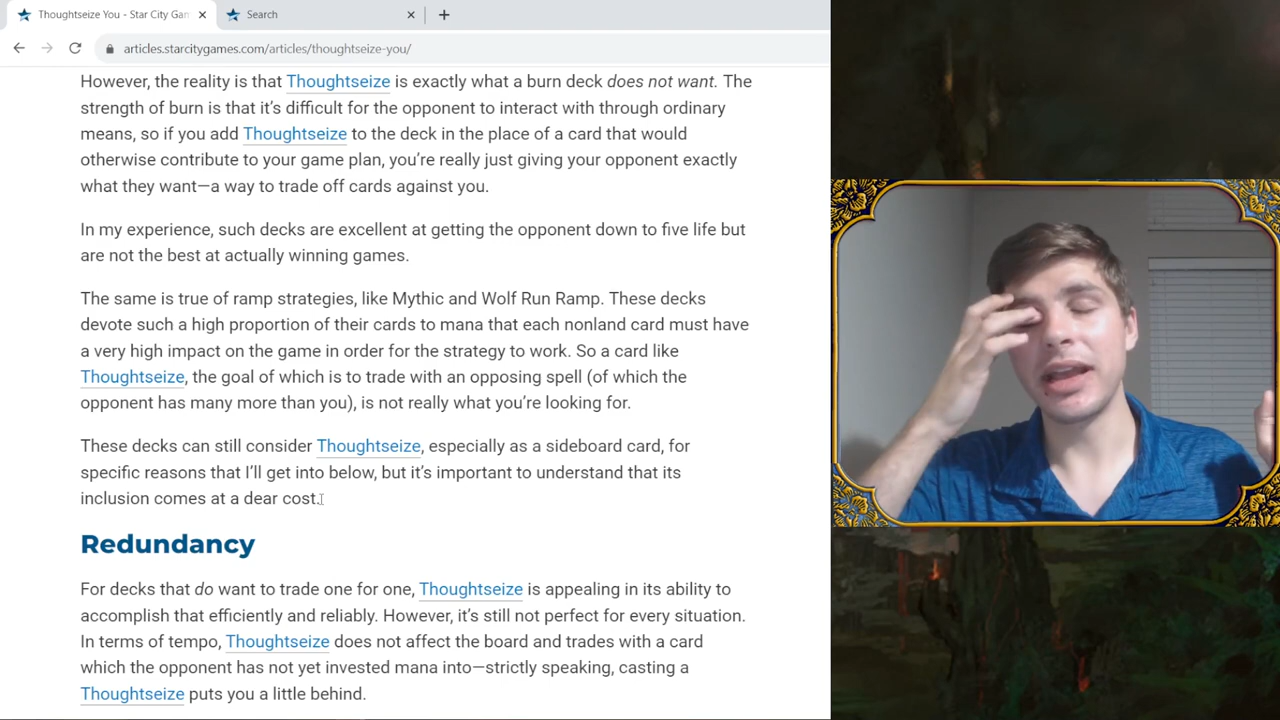 Thoughtseize You - Star City Gam
Search
articles.starcitygames.com/articles/thoughtseize-you/
However, the reality is that Thoughtseize is exactly what a burn deck does not want. The
strength of burn is that it's difficult for the opponent to interact with through ordinary
means, so if you add Thoughtseize to the deck in the place of a card that would
otherwise contribute to your game plan, you're really just giving your opponent exactly
what they want—a way to trade off cards against you.
In my experience, such decks are excellent at getting the opponent down to five life but
are not the best at actually winning games.
The same is true of ramp strategies, like Mythic and Wolf Run Ramp. These decks
devote such a high proportion of their cards to mana that each nonland card must have
a very high impact on the game in order for the strategy to work. So a card like
Thoughtseize, the goal of which is to trade with an opposing spell (of which the
opponent has many more than you), is not really what you're looking for.
These decks can still consider Thoughtseize, especially as a sideboard card, for
specific reasons that I'll get into below, but it's important to understand that its
inclusion comes at a dear cost.
Redundancy
For decks that do want to trade one for one, Thoughtseize is appealing in its ability to
accomplish that efficiently and reliably. However, it's still not perfect for every situation.
In terms of tempo, Thoughtseize does not affect the board and trades with a card
which the opponent has not yet invested mana into—strictly speaking, casting a
Thoughtseize puts you a little behind.